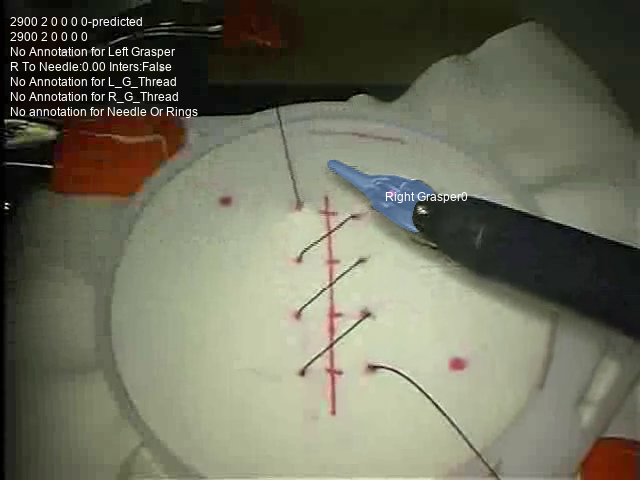 2900 2 0 0 0 0-predicted
2900 2 0 0 0 0
No Annotation for Left Grasper
R To Needle:0.00 Inters:False
No Annotation for L_G_Thread
No Annotation for R_G_Thread
No annotation for Needle Or Rings
Right Grasper0